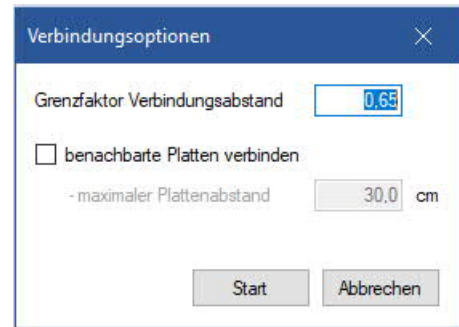 Verbindungsoptionen
Grenzfaktor Verbindungsabstand 0,65
benachbarte Platten verbinden
- maximaler Plattenabstand 30,0 cm
Start Abbrechen